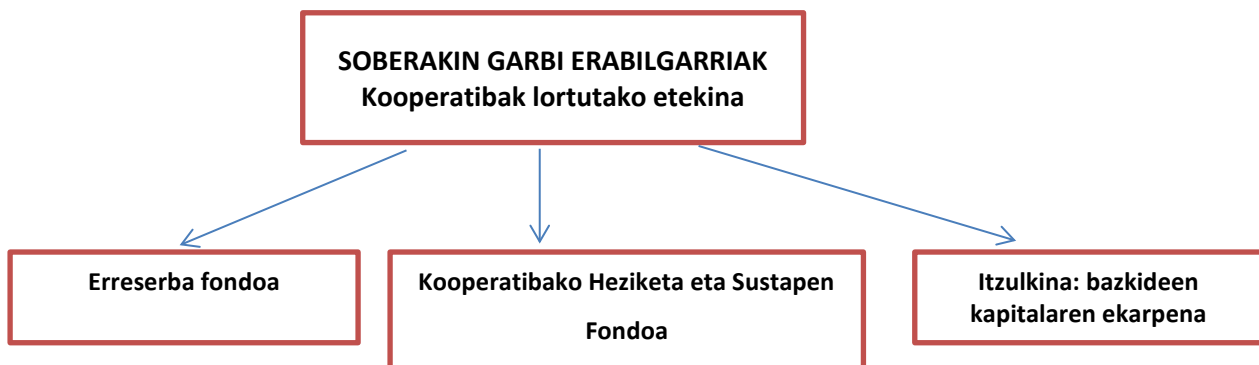 SOBERAKIN GARBI ERABILGARRIAK
Kooperatibak lortutako etekina
Erreserba fondoa
Kooperatibako Heziketa eta Sustapen
Fondoa
Itzulkina: bazkideen
kapitalaren ekarpena